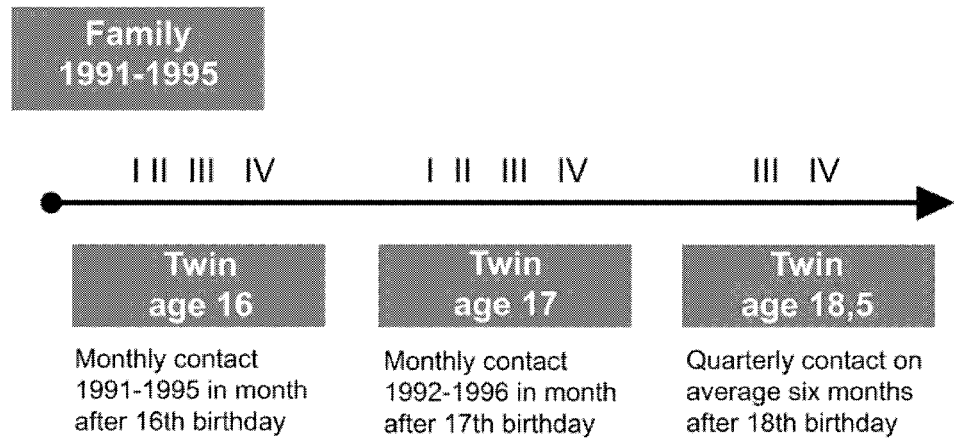 Family
1991-1995
I II III IV I II III IV III IV
Twin
age 16
Twin
age 17
Twin
age 18,5
Monthly contact
1991-1995 in month
after 16th birthday
Monthly contact
1992-1996 in month
after 17th birthday
Quarterly contact on
average six months
after 18th birthday